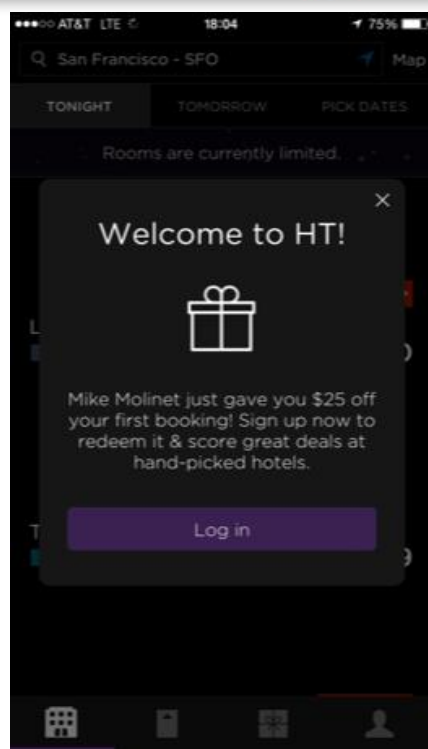 AT&T LTE 18:04 75%
San Francisco - SFO Map
TONIGHT TOMORROW PICK DATES
Rooms are currently limited.
Welcome to HT!
L
0
Mike Molinet just gave you $25 off
your first booking! Sign up now to
redeem it & score great deals at
hand-picked hotels.
Log in
T
9